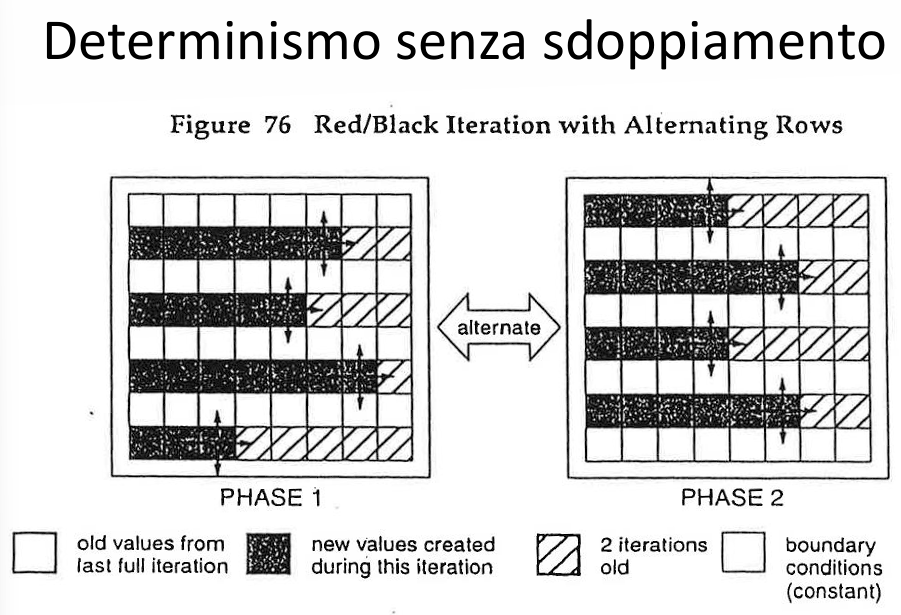 Determinismo senza sdoppiamento
Figure 76 Red/Black Iteration with Alternating Rows
alternate
PHASE 1
PHASE 2
old values from
last full iteration
new values created
during this iteration
2 iterations
old
boundary
conditions
(constant)